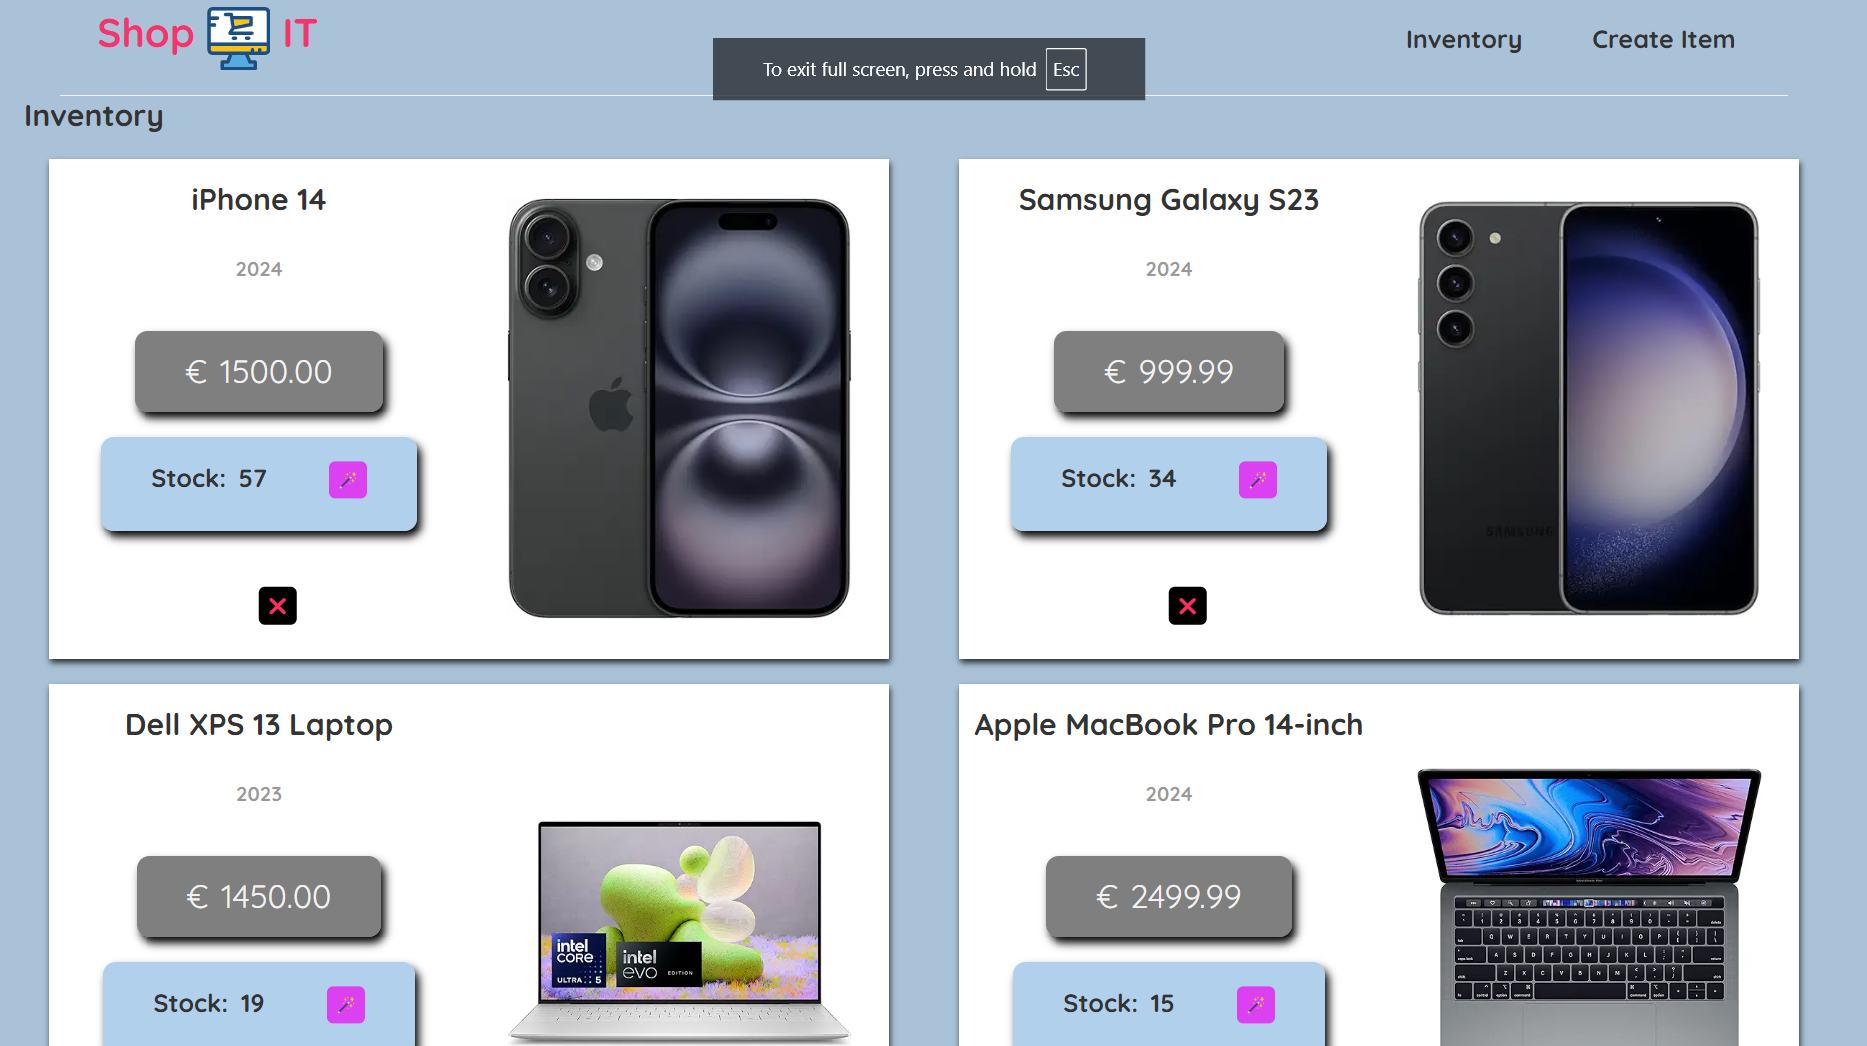 Shop IT
Inventory
Create Item
To exit full screen, press and hold Esc
Inventory
iPhone 14
2024
€ 1500.00
Stock: 57
Samsung Galaxy S23
2024
€ 999.99
Stock: 34
SAMSUNG
Dell XPS 13 Laptop
2023
€ 1450.00
Stock: 19
intel CORE ULTRA 5
intel evo EDITION
Apple MacBook Pro 14-inch
2024
€ 2499.99
Stock: 15